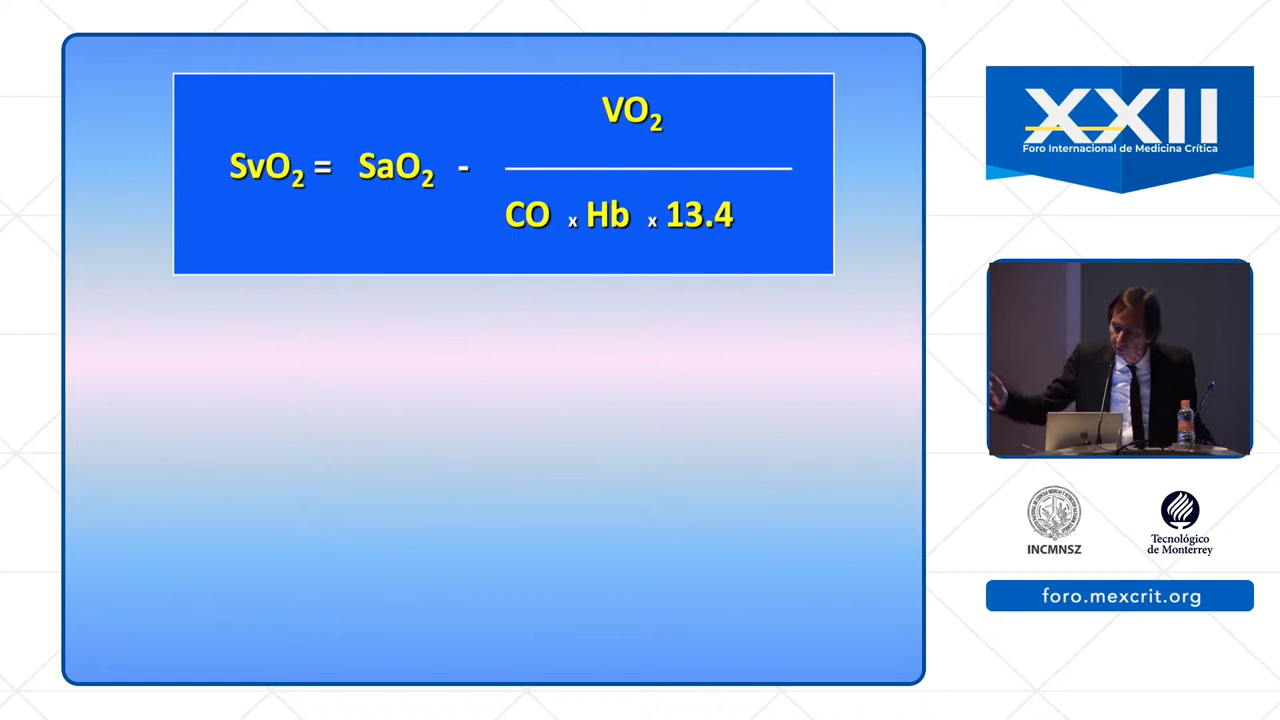 VO₂
SvO₂ = SaO₂ -
CO x Hb x 13.4
XXII
Foro Internacional de Medicina Crítica
INCMNSZ
Tecnológico
de Monterrey
foro.mexcrit.org